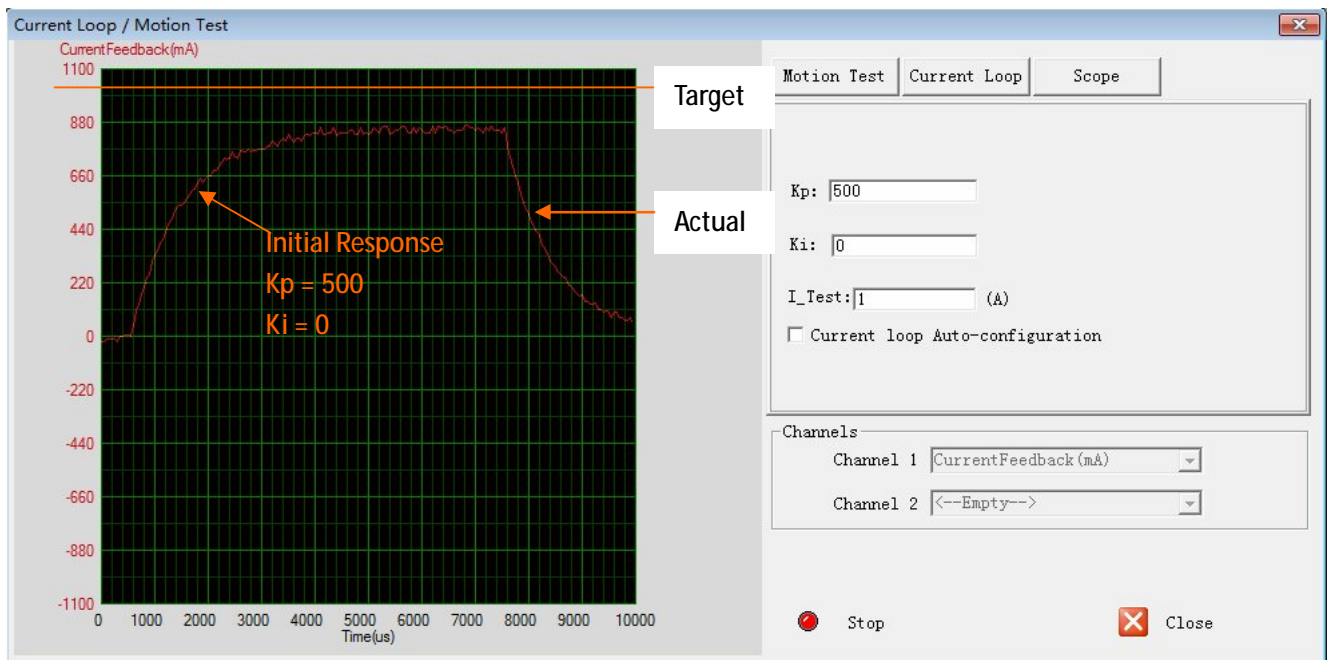 Current Loop / Motion Test
CurrentFeedback(mA)
1100
880
660
440
220
0
-220
-440
-660
-880
-1100
0 1000 2000 3000 4000 5000 6000 7000 8000 9000 10000
Time(us)
Target
Actual
Initial Response
Kp = 500
Ki = 0
Motion Test Current Loop Scope
Kp: 500
Ki: 0
I_Test: 1 (A)
Current loop Auto-configuration
Channels
Channel 1 CurrentFeedback(mA)
Channel 2 <--Empty-->
Stop Close